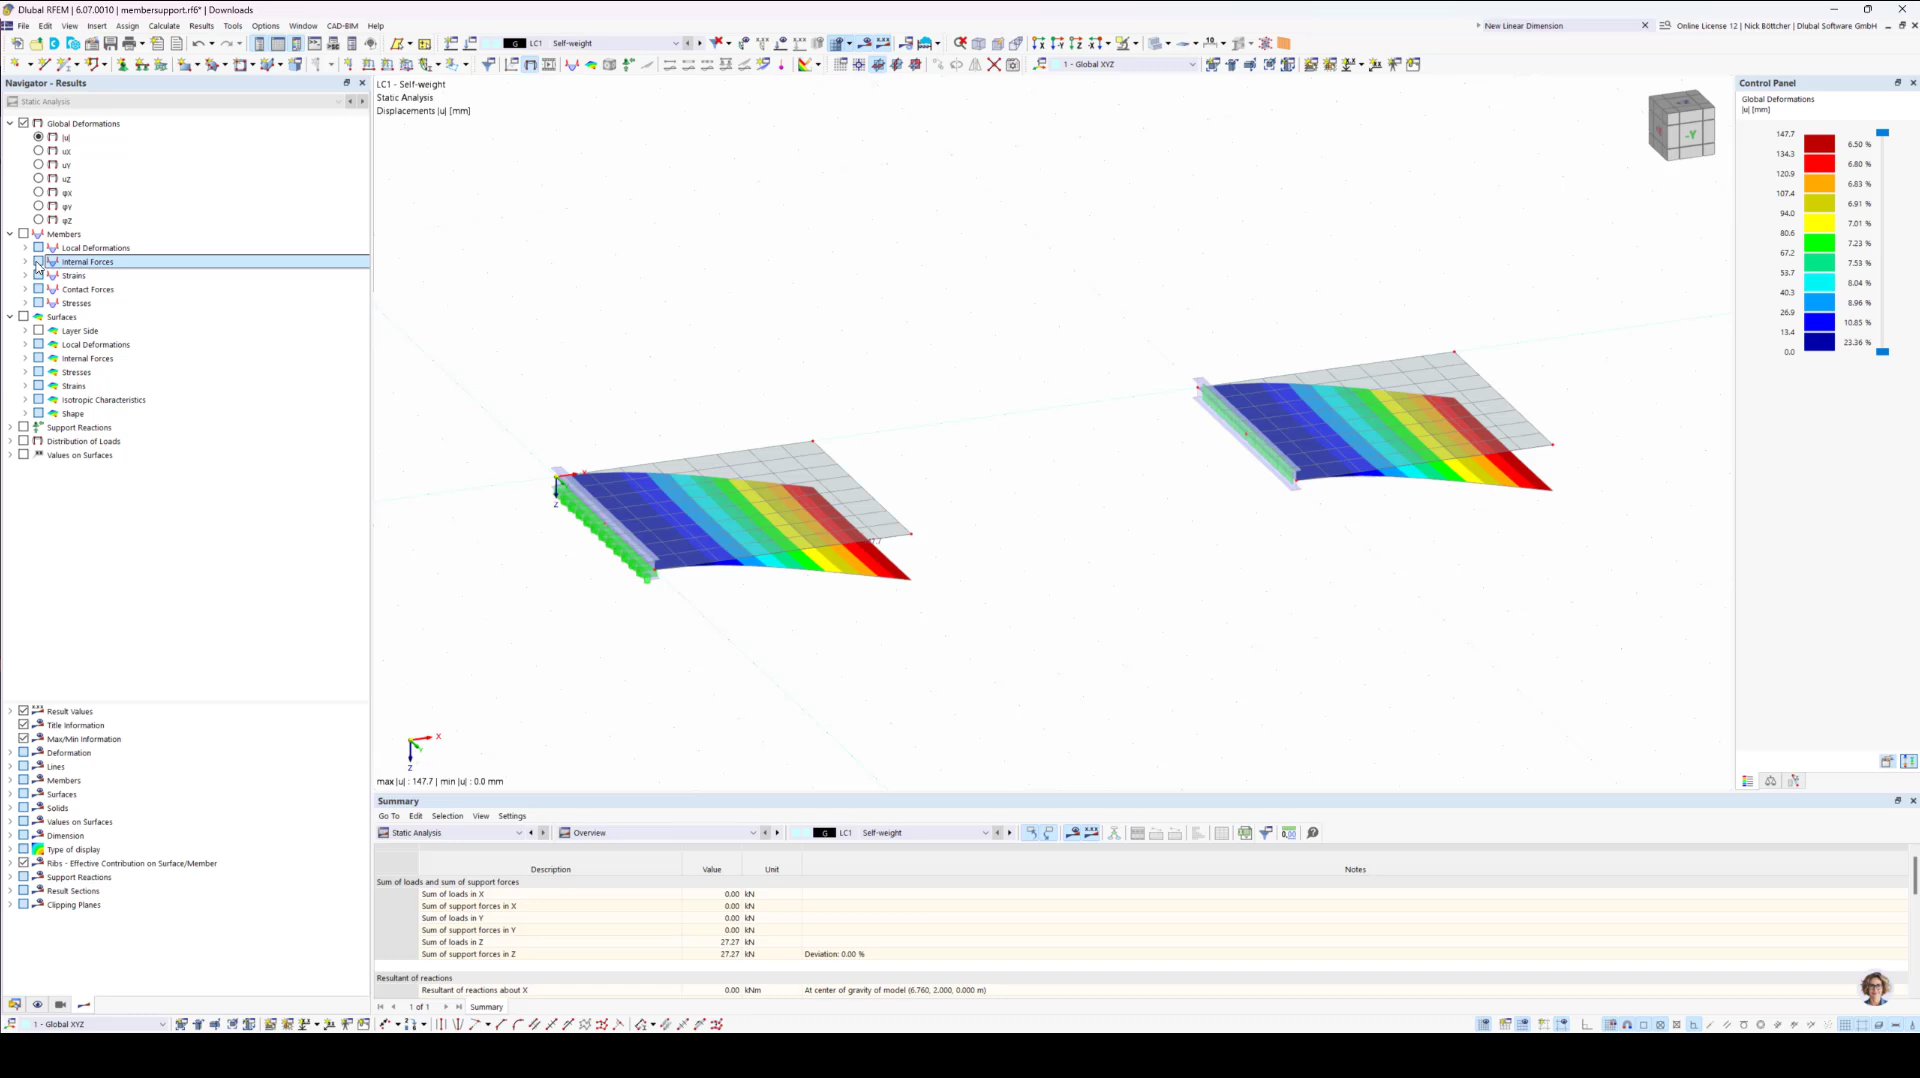 Dlubal RFEM | 6.07.0010 | membersupport.rf6* | Downloads
File Edit View Insert Assign Calculate Results Tools Options Window CAD-BIM Help
New Linear Dimension
Online License 12 | Nick Böttcher | Dlubal Software GmbH
G LC1 Self-weight
1 - Global XYZ
Navigator - Results
Static Analysis
Global Deformations
|u|
uX
uY
uZ
φX
φY
φZ
Members
Local Deformations
Internal Forces
Strains
Contact Forces
Stresses
Surfaces
Layer Side
Local Deformations
Internal Forces
Stresses
Strains
Isotropic Characteristics
Shape
Support Reactions
Distribution of Loads
Values on Surfaces
Result Values
Title Information
Max/Min Information
Deformation
Lines
Members
Surfaces
Solids
Values on Surfaces
Dimension
Type of display
Ribs - Effective Contribution on Surface/Member
Support Reactions
Result Sections
Clipping Planes
1 - Global XYZ
LC1 - Self-weight
Static Analysis
Displacements |u| [mm]
-Y
Z
X
Z
max |u| : 147.7 | min |u| : 0.0 mm
Control Panel
Global Deformations
|u| [mm]
147.7
6.50 %
134.3
6.80 %
120.9
6.83 %
107.4
6.91 %
94.0
7.01 %
80.6
7.23 %
67.2
7.53 %
53.7
8.04 %
40.3
8.96 %
26.9
10.85 %
13.4
23.36 %
0.0
Summary
Go To Edit Selection View Settings
Static Analysis Overview G LC1 Self-weight
Description Value Unit Notes
Sum of loads and sum of support forces
Sum of loads in X 0.00 kN
Sum of support forces in X 0.00 kN
Sum of loads in Y 0.00 kN
Sum of support forces in Y 0.00 kN
Sum of loads in Z 27.27 kN
Sum of support forces in Z 27.27 kN Deviation: 0.00 %
Resultant of reactions
Resultant of reactions about X 0.00 kNm At center of gravity of model (6.760, 2.000, 0.000 m)
1 of 1 Summary